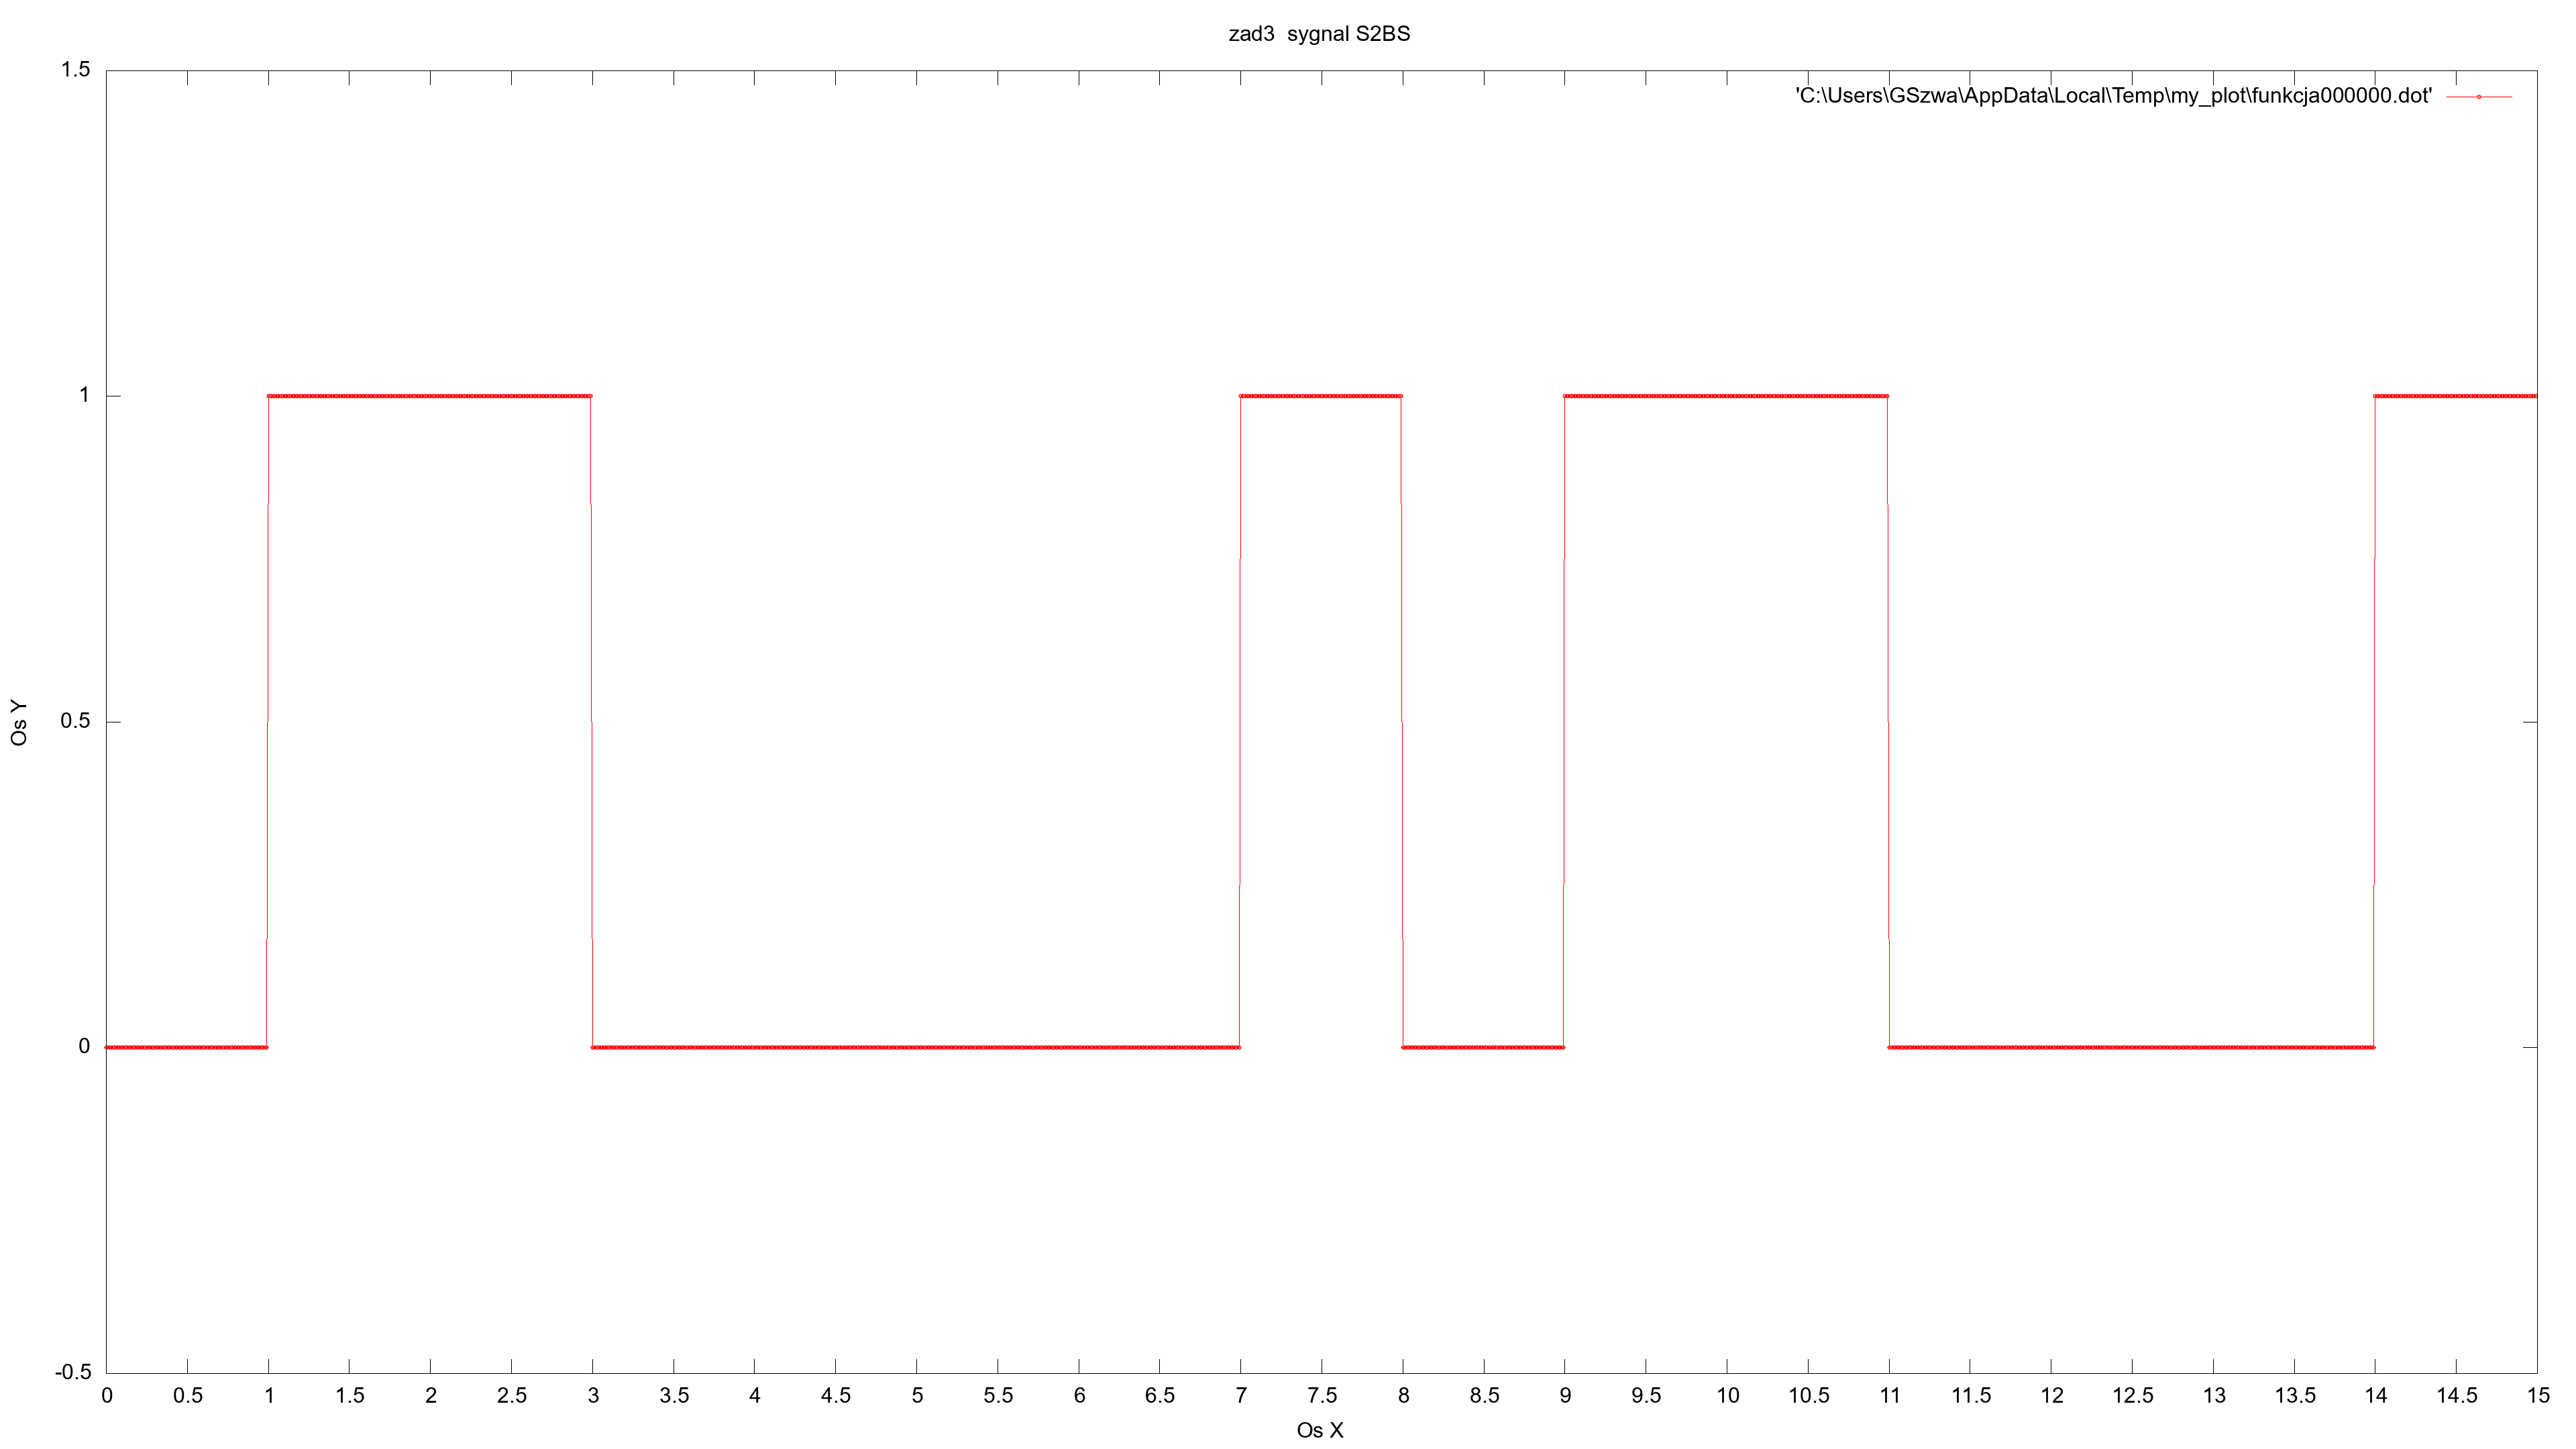 zad3  sygnal S2BS
'C:\Users\GSzwa\AppData\Local\Temp\my_plot\funkcja000000.dot'
1.5
1
0.5
0
-0.5
Os Y
0 0.5 1 1.5 2 2.5 3 3.5 4 4.5 5 5.5 6 6.5 7 7.5 8 8.5 9 9.5 10 10.5 11 11.5 12 12.5 13 13.5 14 14.5 15
Os X